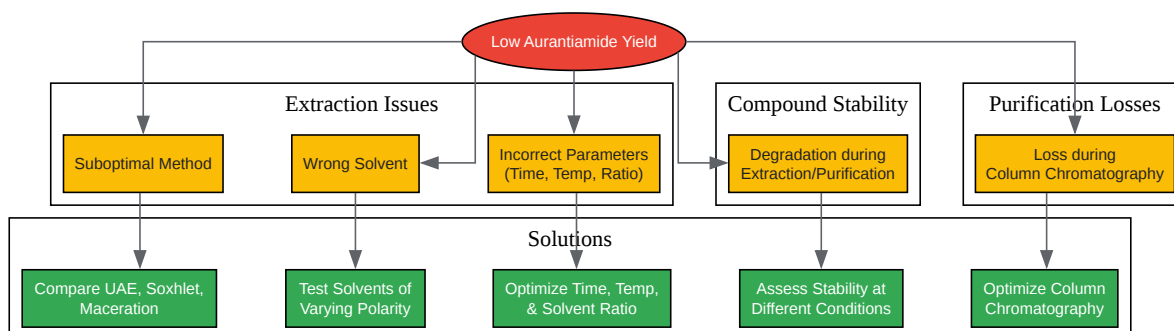 Low Aurantiamide Yield
Extraction Issues
Compound Stability
Purification Losses
Suboptimal Method
Wrong Solvent
Incorrect Parameters
(Time, Temp, Ratio)
Degradation during
Extraction/Purification
Loss during
Column Chromatography
Solutions
Compare UAE, Soxhlet,
Maceration
Test Solvents of
Varying Polarity
Optimize Time, Temp,
& Solvent Ratio
Assess Stability at
Different Conditions
Optimize Column
Chromatography